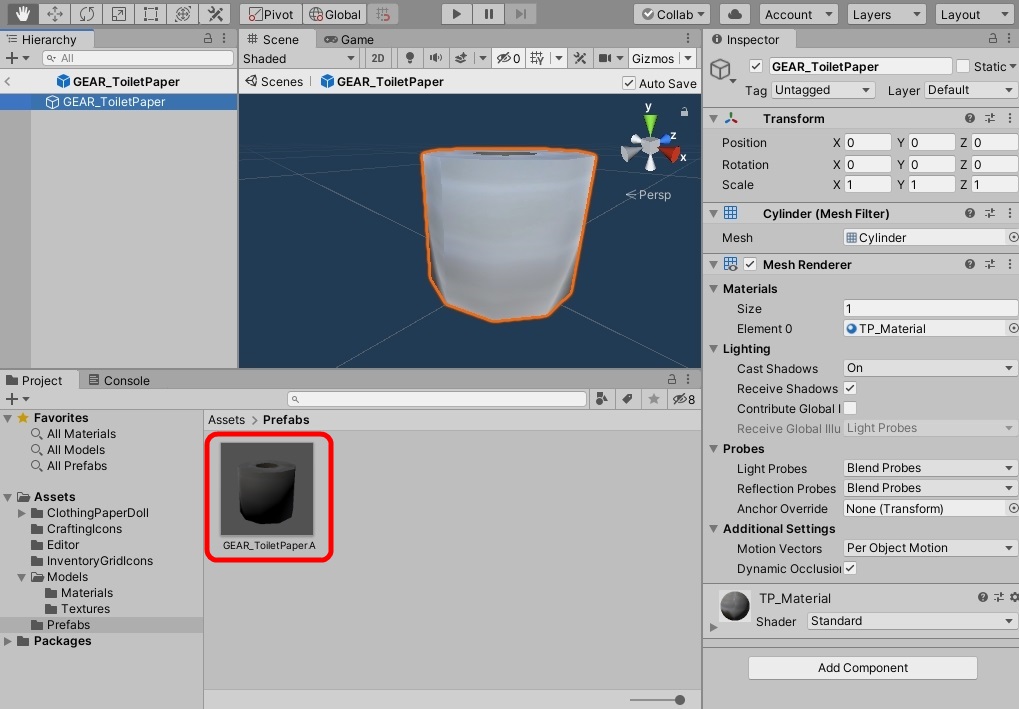 Pivot Global Collab Account Layers Layout
Hierarchy
All
GEAR_ToiletPaper
GEAR_ToiletPaper
Scene Game
Shaded 2D 0 Gizmos
Scenes GEAR_ToiletPaper Auto Save
y
z
x
Persp
Inspector
GEAR_ToiletPaper Static
Tag Untagged Layer Default
Transform
Position X 0 Y 0 Z 0
Rotation X 0 Y 0 Z 0
Scale X 1 Y 1 Z 1
Cylinder (Mesh Filter)
Mesh Cylinder
Mesh Renderer
Materials
Size 1
Element 0 TP_Material
Lighting
Cast Shadows On
Receive Shadows
Contribute Global I
Receive Global Illu Light Probes
Probes
Light Probes Blend Probes
Reflection Probes Blend Probes
Anchor Override None (Transform)
Additional Settings
Motion Vectors Per Object Motion
Dynamic Occlusion
TP_Material
Shader Standard
Add Component
Project Console
8
Favorites
All Materials
All Models
All Prefabs
Assets
ClothingPaperDoll
CraftingIcons
Editor
InventoryGridIcons
Models
Materials
Textures
Prefabs
Packages
Assets > Prefabs
GEAR_ToiletPaperA